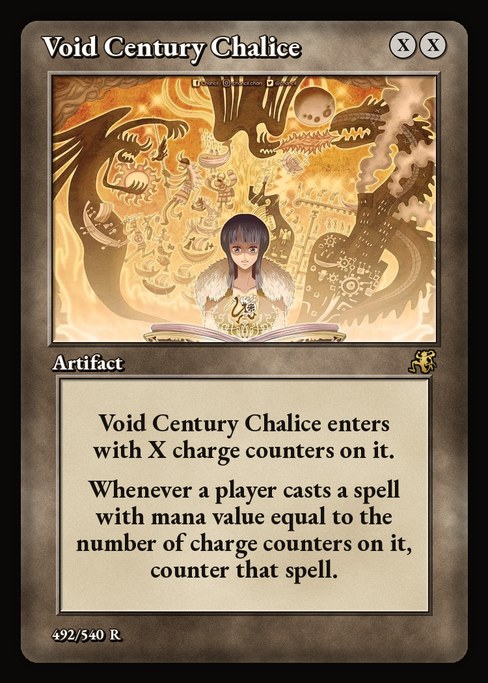 Void Century Chalice X X
Artifact
Void Century Chalice enters
with X charge counters on it.
Whenever a player casts a spell
with mana value equal to the
number of charge counters on it,
counter that spell.
492/540 R